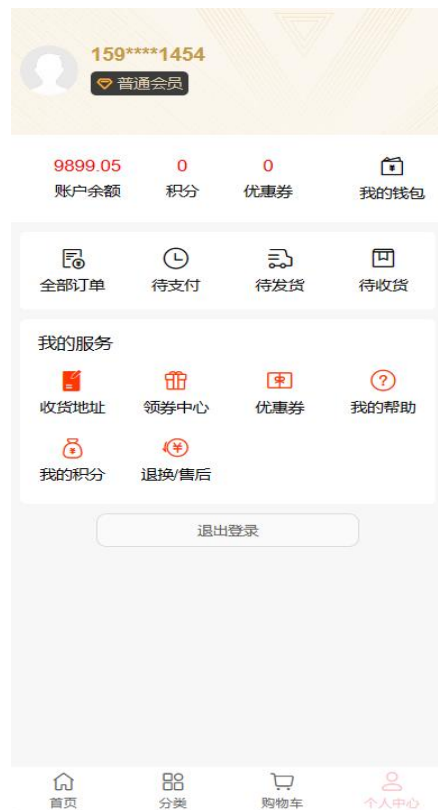 159****1454
普通会员
9899.05 0 0
账户余额 积分 优惠券 我的钱包
全部订单 待支付 待发货 待收货
我的服务
收货地址 领券中心 优惠券 我的帮助
我的积分 退换/售后
退出登录
首页 分类 购物车 个人中心